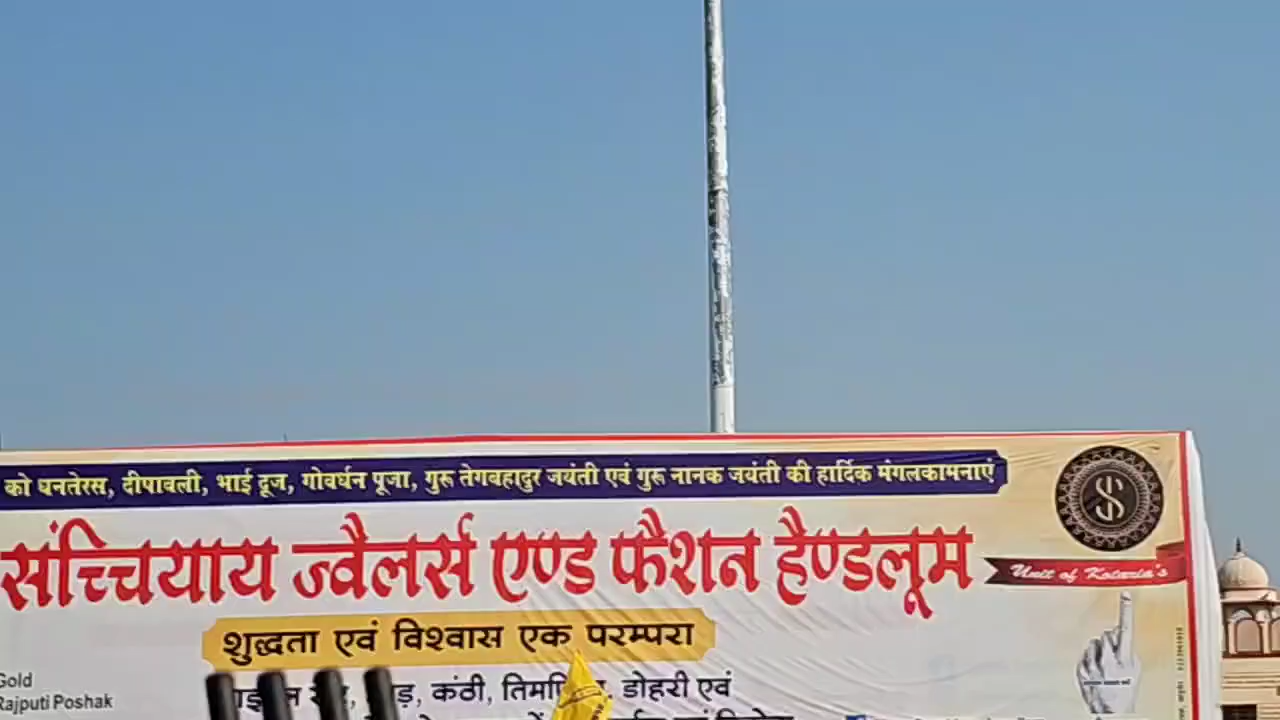 को धनतेरस, दीपावली, भाई दूज, गोवर्धन पूजा, गुरू तेगबहादुर जयंती एवं गुरू नानक जयंती की हार्दिक मंगलकामनाएं
संच्चियाय ज्वैलर्स एण्ड फैशन हैण्डलूम
Unit of Kotaria's
शुद्धता एवं विश्वास एक परम्परा
Gold
Rajputi Poshak
कंठी, डोहरी एवं